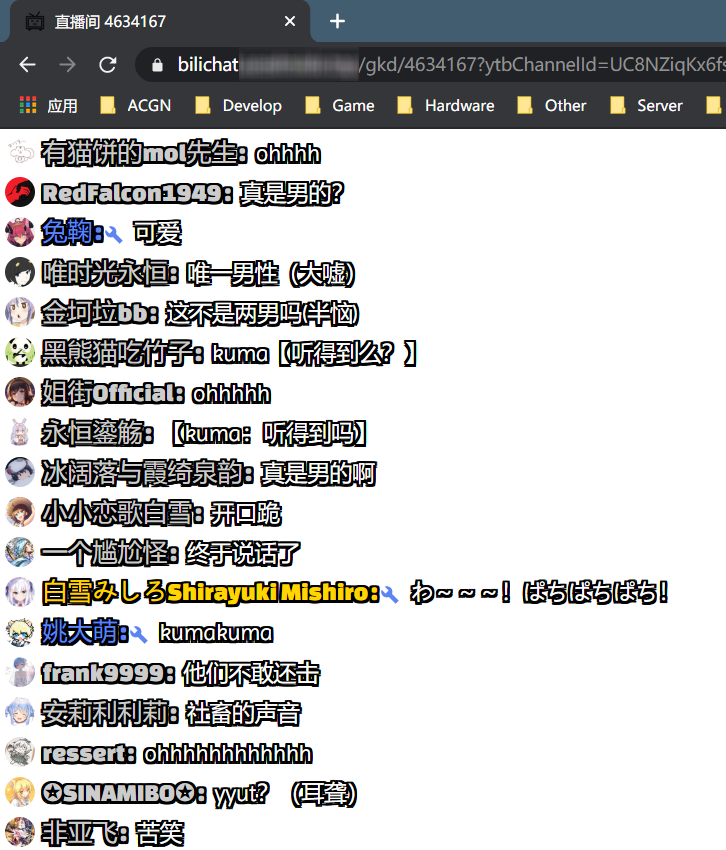 直播间 4634167
bilichat /gkd/4634167?ytbChannelId=UC8NZiqKx6fs
应用 ACGN Develop Game Hardware Other Server
有猫饼的mol先生: ohhhh
RedFalcon1949: 真是男的？
兔鞠: 可爱
唯时光永恒: 唯一男性（大嘘）
金坷垃bb: 这不是两男吗(半恼)
黑熊猫吃竹子: kuma【听得到么？】
姐街Official: ohhhhh
永恒鎏觞: 【kuma：听得到吗】
冰阔落与霞绮泉韵: 真是男的啊
小小恋歌白雪: 开口跪
一个尴尬怪: 终于说话了
白雪みしろShirayuki Mishiro: わ～～～！ぱちぱちぱち！
姚大萌: kumakuma
frank9999: 他们不敢还击
安莉利利莉: 社畜的声音
ressert: ohhhhhhhhhhhhh
✪SINAMIBO✪: yyut？（耳聋）
非亚飞: 苦笑